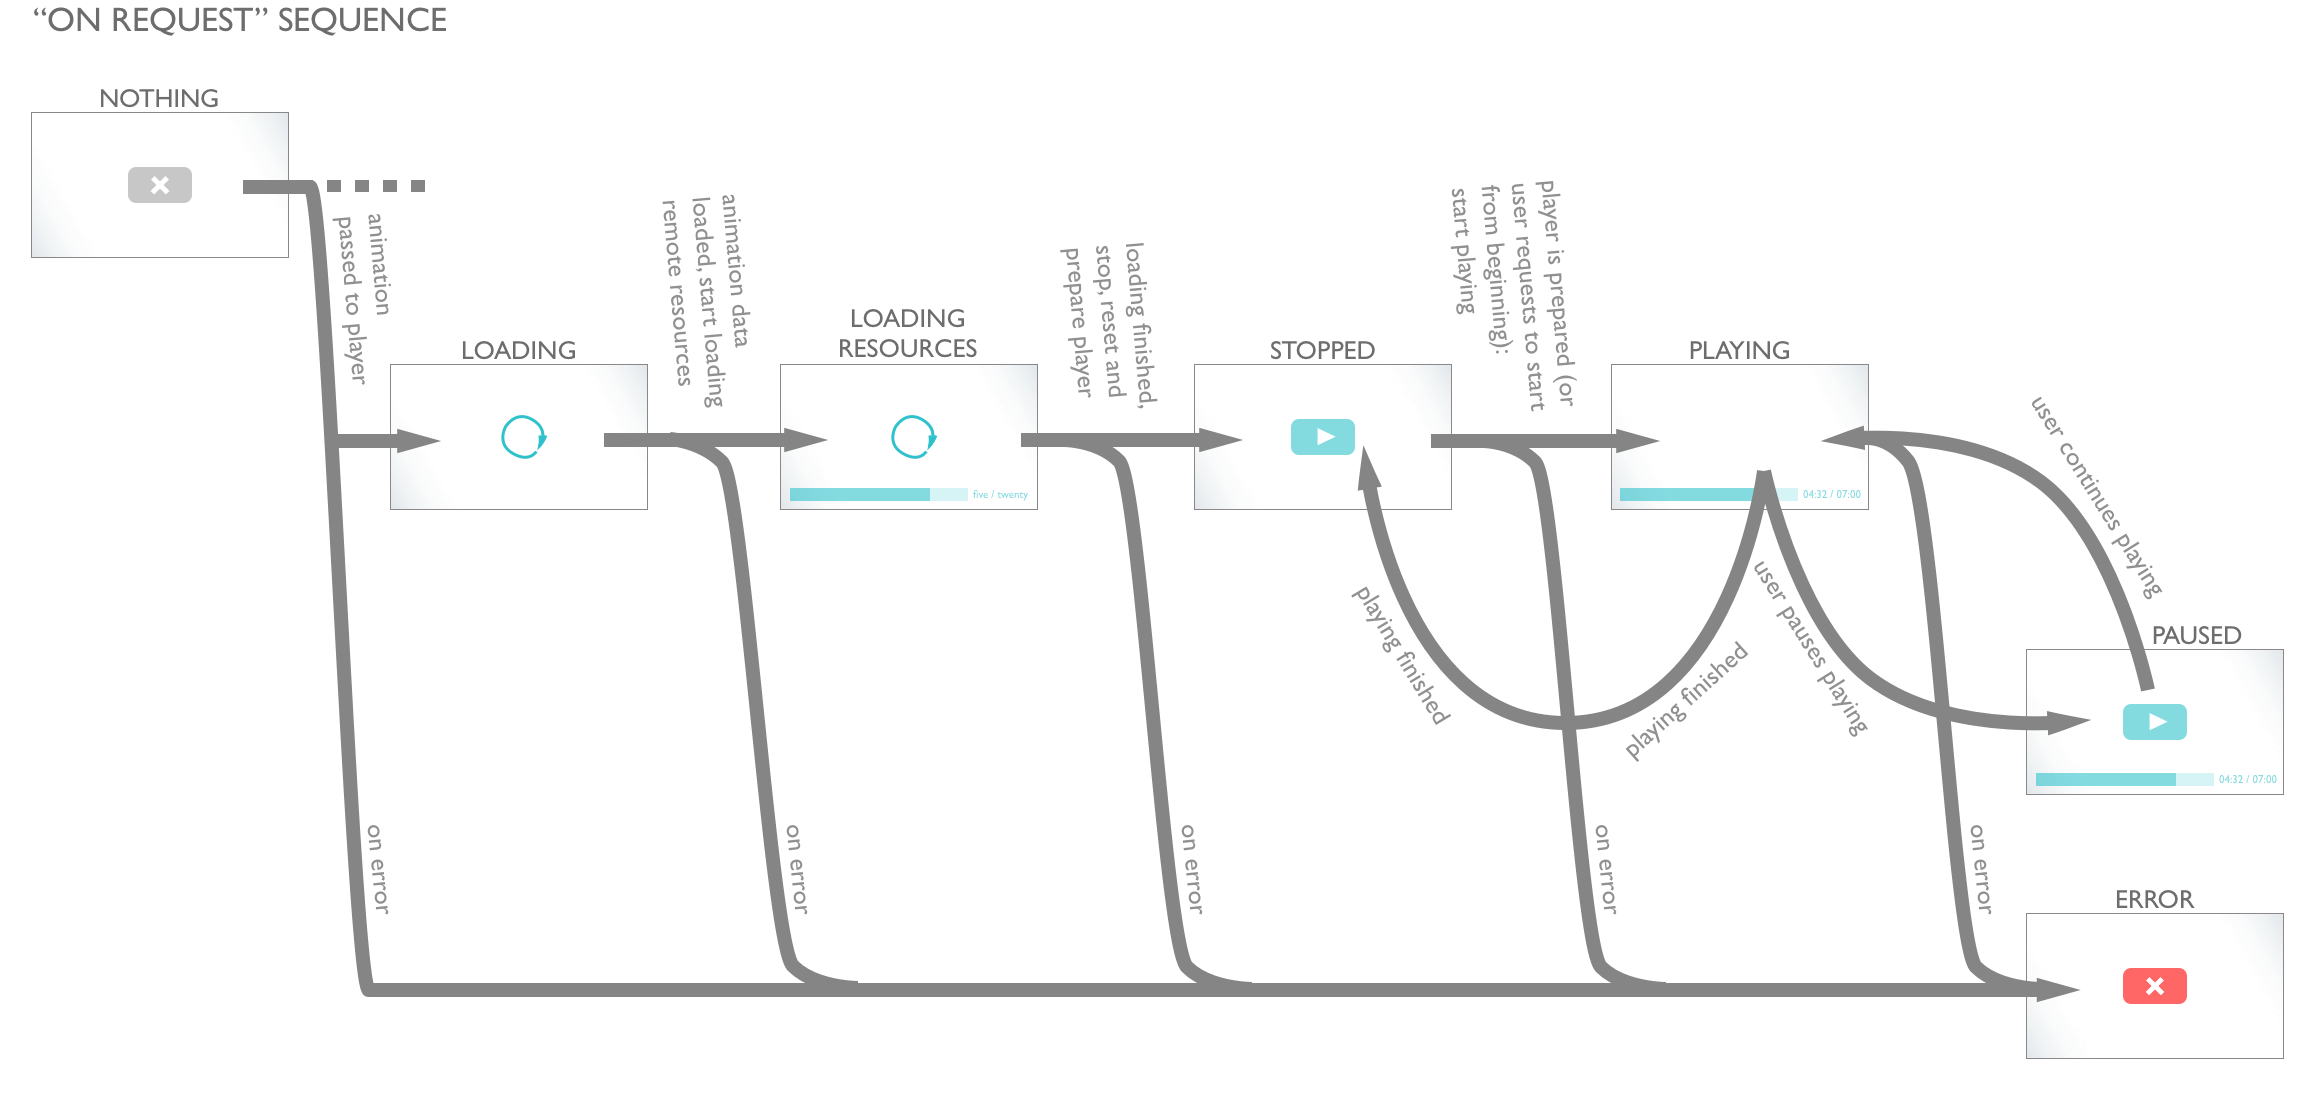 “ON REQUEST” SEQUENCE
NOTHING
animation
passed to player
LOADING
animation data
loaded, start loading
remote resources
LOADING
RESOURCES
five / twenty
loading finished,
stop, reset and
prepare player
STOPPED
player is prepared (or
user requests to start
from beginning):
start playing
PLAYING
04:32 / 07:00
user continues playing
playing finished
playing finished
user pauses playing
PAUSED
04:32 / 07:00
on error
on error
on error
on error
on error
ERROR